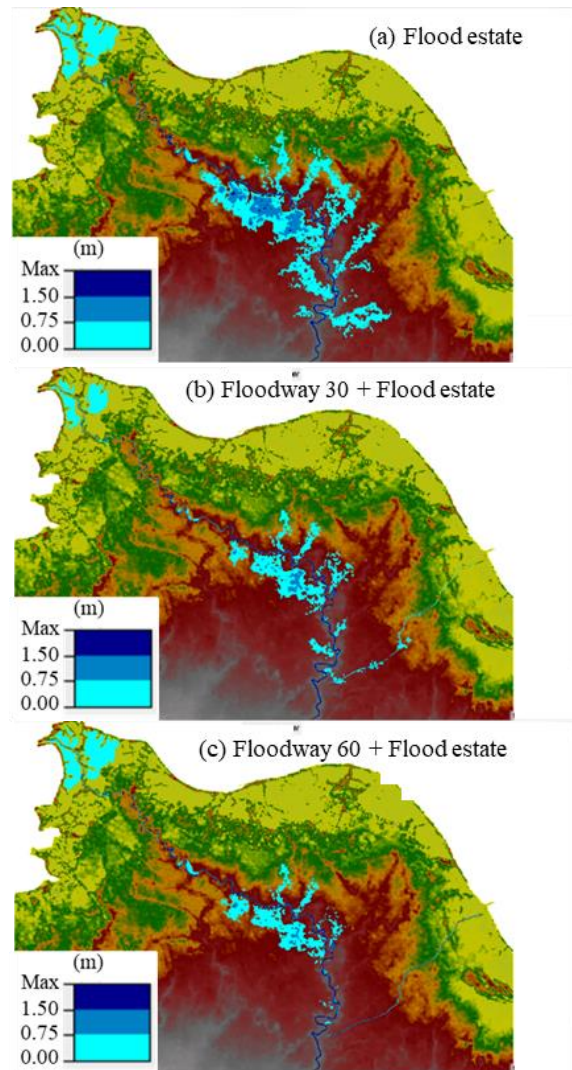 (a) Flood estate
(m)
Max
1.50
0.75
0.00
(b) Floodway 30 + Flood estate
(m)
Max
1.50
0.75
0.00
(c) Floodway 60 + Flood estate
(m)
Max
1.50
0.75
0.00